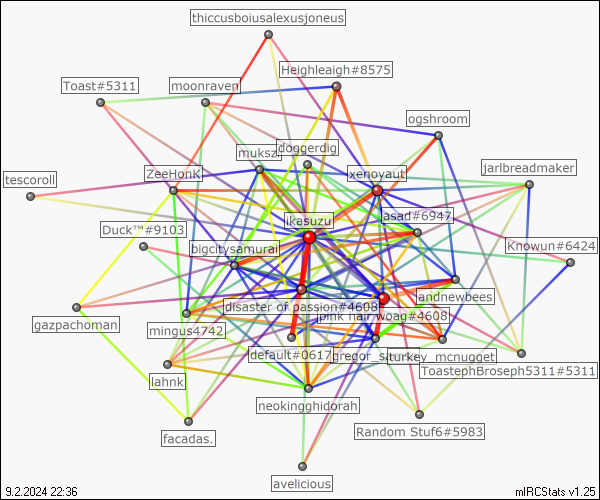 thiccusboiusalexusjoneus
Heighleaigh#8575
Toast#5311
moonraven
ogshroom
doggerdig
mukszi
xenoyaut
jarlbreadmaker
ZeeHonK
tescoroll
ikasuzu
jasad#6947
Duck™#9103
bigcitysamurai
Knowun#6424
andnewbees
disaster of passion#4608
pink hair woag#4608
gazpachoman
mingus4742
default#0617
gregor_s
turkey_mcnugget
ToastephBroseph5311#5311
lahnk
neokingghidorah
Random Stuf6#5983
facadas.
avelicious
9.2.2024 22:36
mIRCStats v1.25